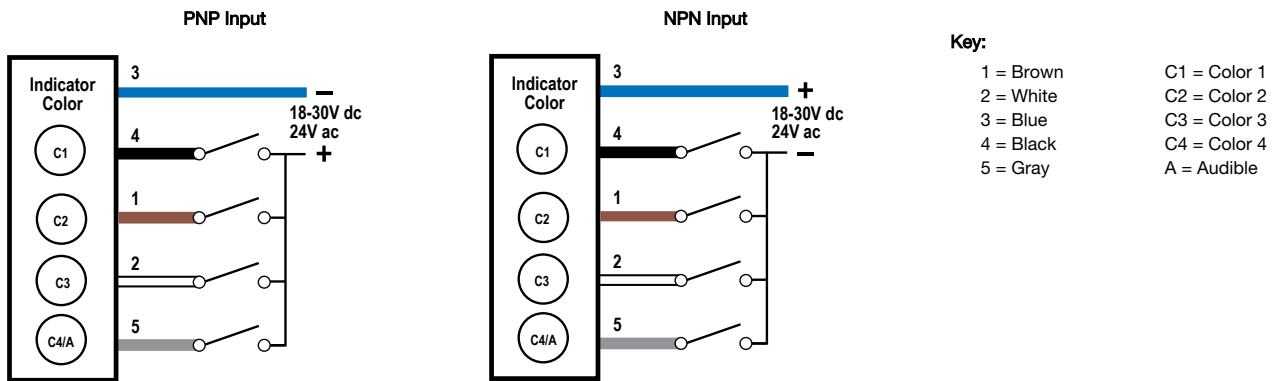 PNP Input
Indicator
Color
3
−
18-30V dc
24V ac
4
+
C1
1
C2
2
C3
5
C4/A
NPN Input
Indicator
Color
3
+
18-30V dc
24V ac
4
−
C1
1
C2
2
C3
5
C4/A
Key:
1 = Brown
2 = White
3 = Blue
4 = Black
5 = Gray
C1 = Color 1
C2 = Color 2
C3 = Color 3
C4 = Color 4
A = Audible